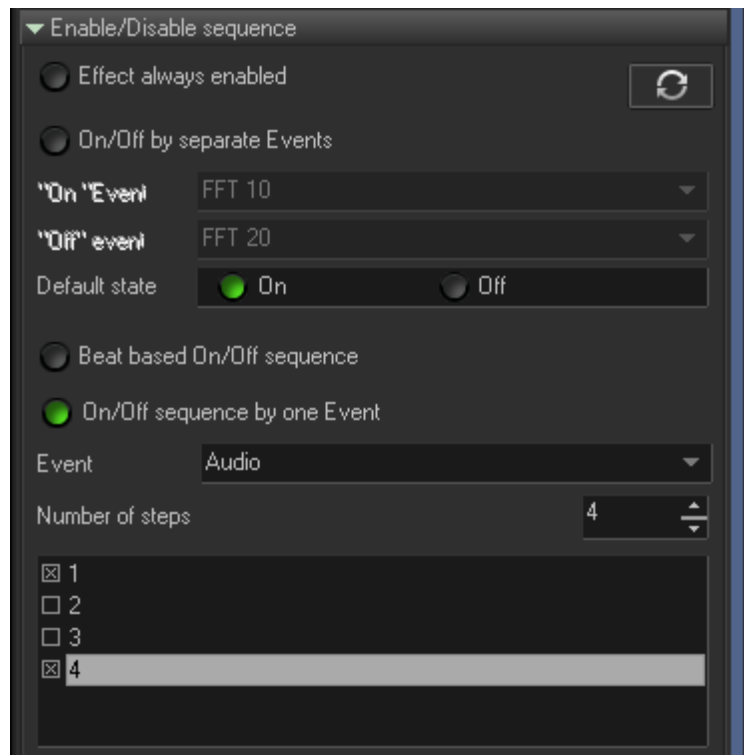 Enable/Disable sequence
Effect always enabled
On/Off by separate Events
"On "Event FFT 10
"Off" event FFT 20
Default state On Off
Beat based On/Off sequence
On/Off sequence by one Event
Event Audio
Number of steps 4
1
2
3
4